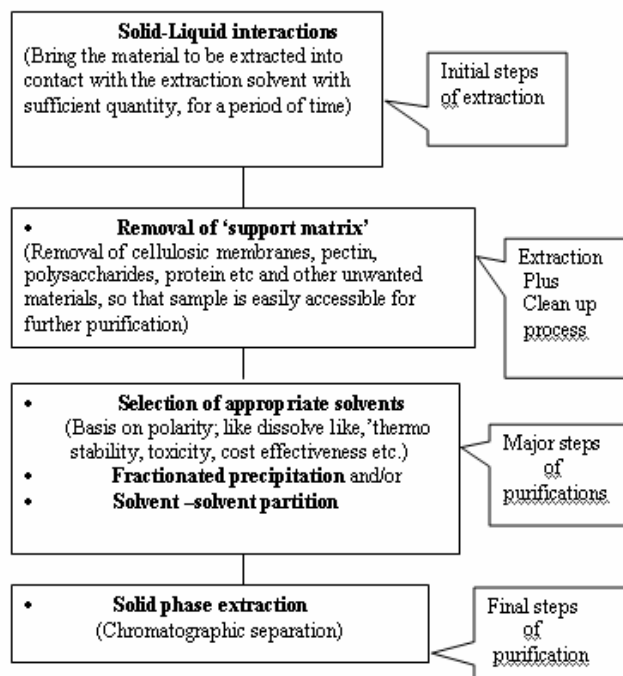 Solid-Liquid interactions
(Bring the material to be extracted into
contact with the extraction solvent with
sufficient quantity, for a period of time)
Initial steps
of extraction
• Removal of ‘support matrix’
(Removal of cellulosic membranes, pectin,
polysaccharides, protein etc and other unwanted
materials, so that sample is easily accessible for
further purification)
Extraction
Plus
Clean up
process
• Selection of appropriate solvents
(Basis on polarity; like dissolve like,’thermo
stability, toxicity, cost effectiveness etc.)
• Fractionated precipitation and/or
• Solvent –solvent partition
Major steps
of
purifications
• Solid phase extraction
(Chromatographic separation)
Final steps
of
purification